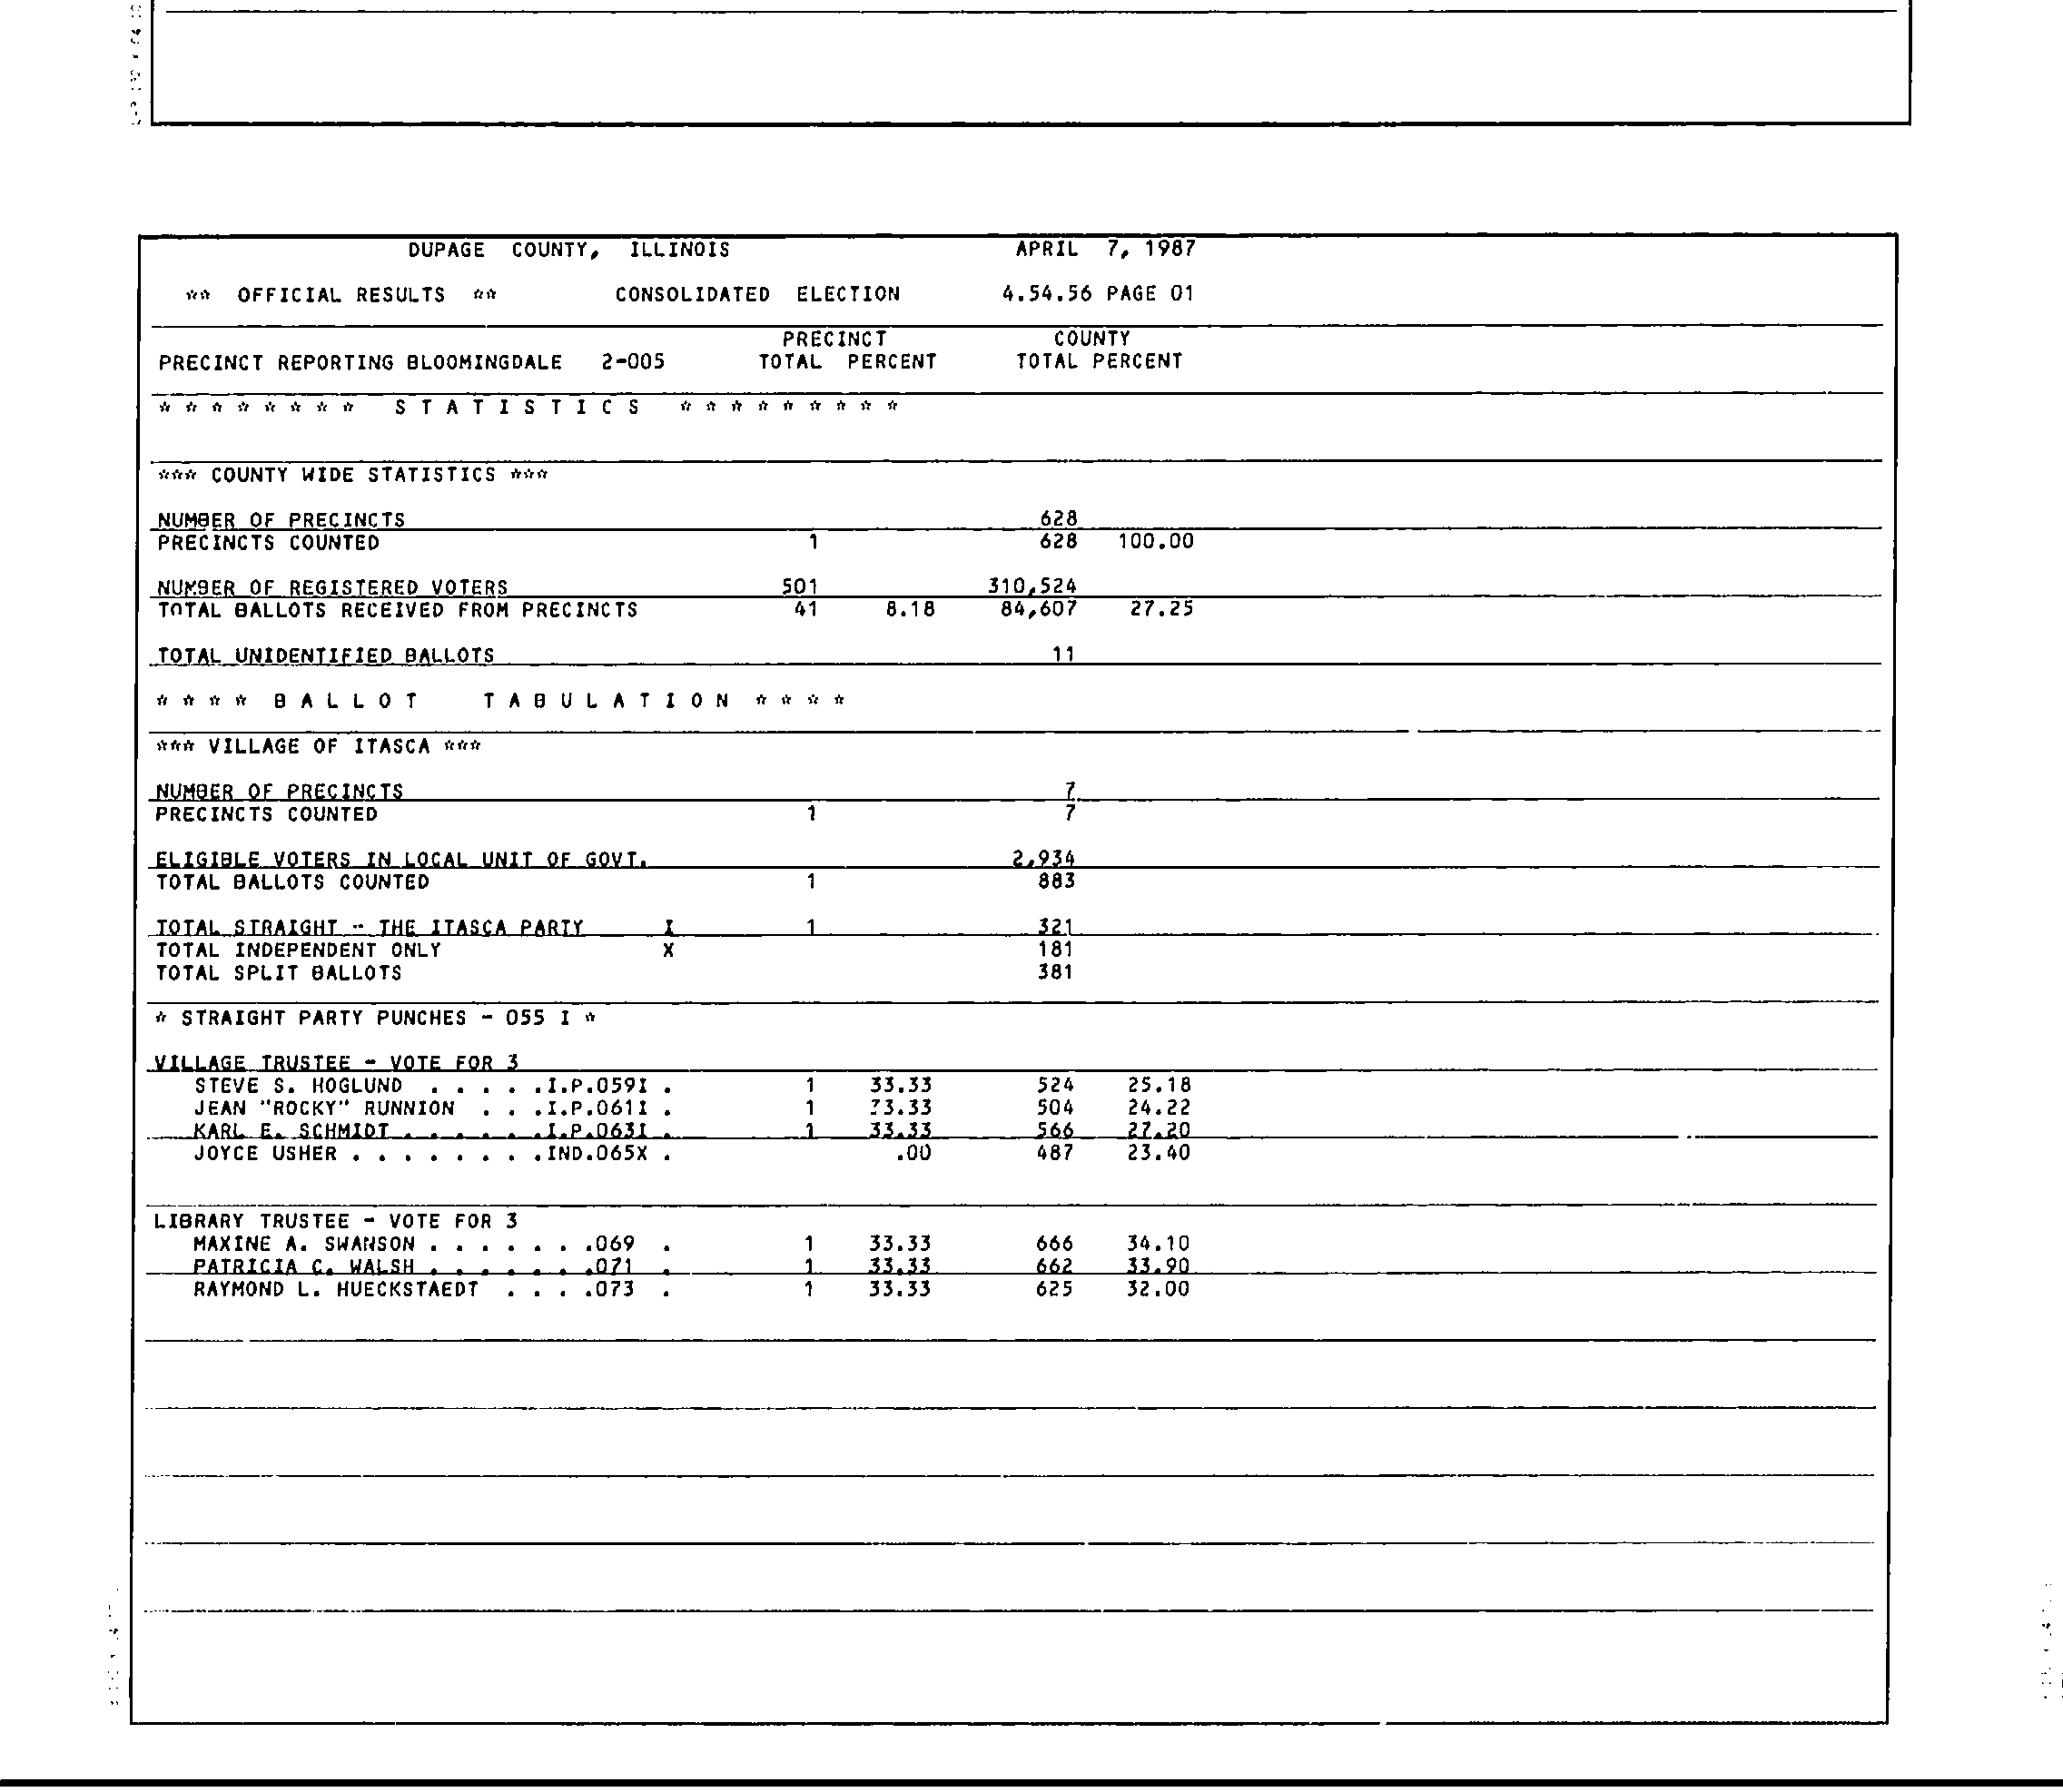 DUPAGE COUNTY, ILLINOIS APRIL 7, 1987
** OFFICIAL RESULTS ** CONSOLIDATED ELECTION 4.54.56 PAGE 01
PRECINCT COUNTY
PRECINCT REPORTING BLOOMINGDALE 2-005 TOTAL PERCENT TOTAL PERCENT
* * * * * * * * S T A T I S T I C S * * * * * * * * *
*** COUNTY WIDE STATISTICS ***
NUMBER OF PRECINCTS 628
PRECINCTS COUNTED 1 628 100.00
NUMBER OF REGISTERED VOTERS 501 310,524
TOTAL BALLOTS RECEIVED FROM PRECINCTS 41 8.18 84,607 27.25
TOTAL UNIDENTIFIED BALLOTS 11
* * * * B A L L O T T A B U L A T I O N * * * *
*** VILLAGE OF ITASCA ***
NUMBER OF PRECINCTS 7
PRECINCTS COUNTED 1 7
ELIGIBLE VOTERS IN LOCAL UNIT OF GOVT. 2,934
TOTAL BALLOTS COUNTED 1 883
TOTAL STRAIGHT - THE ITASCA PARTY I 1 321
TOTAL INDEPENDENT ONLY X 181
TOTAL SPLIT BALLOTS 381
* STRAIGHT PARTY PUNCHES - 055 I *
VILLAGE TRUSTEE - VOTE FOR 3
STEVE S. HOGLUND . . . . .I.P.059I . 1 33.33 524 25.18
JEAN "ROCKY" RUNNION . . .I.P.061I . 1 33.33 504 24.22
KARL E. SCHMIDT . . . . . .I.P.063I . 1 33.33 566 27.20
JOYCE USHER . . . . . . . .IND.065X . .00 487 23.40
LIBRARY TRUSTEE - VOTE FOR 3
MAXINE A. SWANSON . . . . . . .069 . 1 33.33 666 34.10
PATRICIA C. WALSH . . . . . . .071 . 1 33.33 662 33.90
RAYMOND L. HUECKSTAEDT . . . .073 . 1 33.33 625 32.00